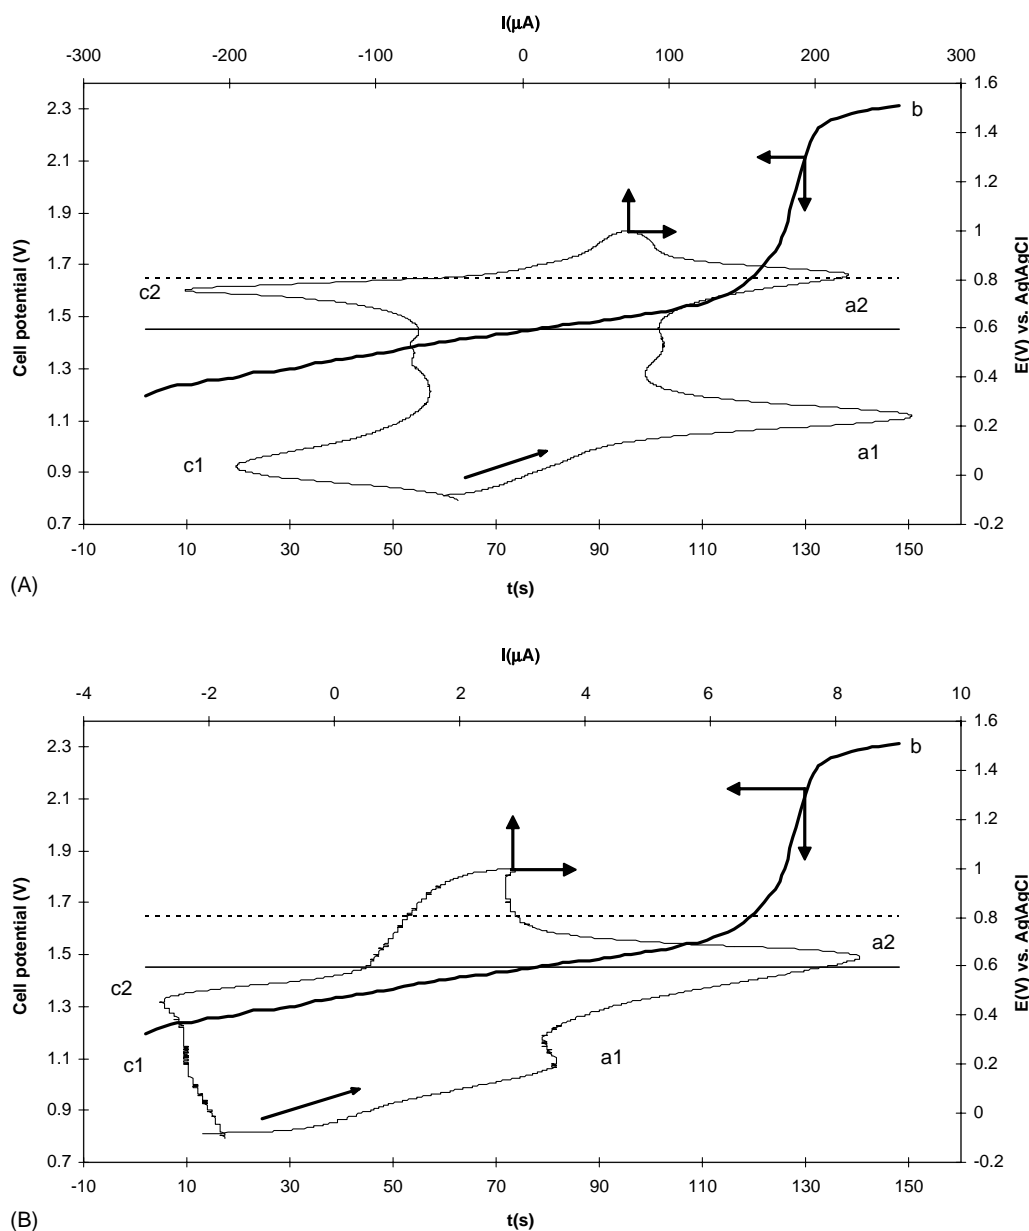 I(µA)
-300 -200 -100 0 100 200 300
2.3 2.1 1.9 1.7 1.5 1.3 1.1 0.9 0.7
Cell potential (V)
1.6 1.4 1.2 1 0.8 0.6 0.4 0.2 0 -0.2
E(V) vs. Ag\AgCl
b
c2
a2
c1
a1
-10 10 30 50 70 90 110 130 150
(A)
t(s)
I(µA)
-4 -2 0 2 4 6 8 10
2.3 2.1 1.9 1.7 1.5 1.3 1.1 0.9 0.7
Cell potential (V)
1.6 1.4 1.2 1 0.8 0.6 0.4 0.2 0 -0.2
E(V) vs. Ag\AgCl
b
a2
c2
c1
a1
-10 10 30 50 70 90 110 130 150
(B)
t(s)